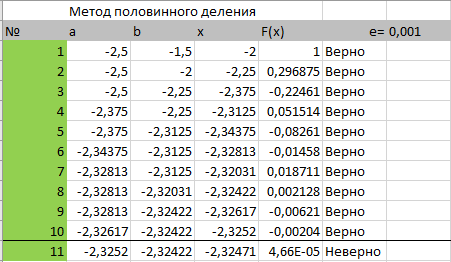 Метод половинного деления
№ a b x F(x) e= 0,001
1 -2,5 -1,5 -2 1 Верно
2 -2,5 -2 -2,25 0,296875 Верно
3 -2,5 -2,25 -2,375 -0,22461 Верно
4 -2,375 -2,25 -2,3125 0,051514 Верно
5 -2,375 -2,3125 -2,34375 -0,08261 Верно
6 -2,34375 -2,3125 -2,32813 -0,01458 Верно
7 -2,32813 -2,3125 -2,32031 0,018711 Верно
8 -2,32813 -2,32031 -2,32422 0,002128 Верно
9 -2,32813 -2,32422 -2,32617 -0,00621 Верно
10 -2,32617 -2,32422 -2,3252 -0,00204 Верно
11 -2,3252 -2,32422 -2,32471 4,66E-05 Неверно